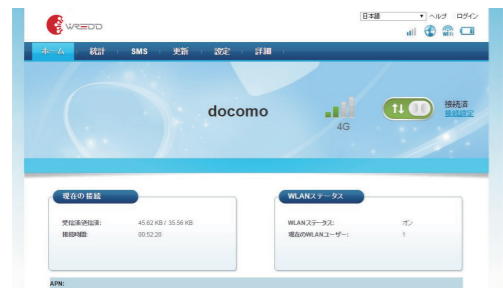 日本語 ヘルプ ログイン
WREDD
ホーム 統計 SMS 更新 設定 詳細
docomo
4G
接続済
接続設定
現在の接続
受信済/送信済: 45.62 KB / 35.56 KB
接続時間: 00:52:20
WLANステータス
WLANステータス: オン
現在のWLANユーザー: 1
APN: